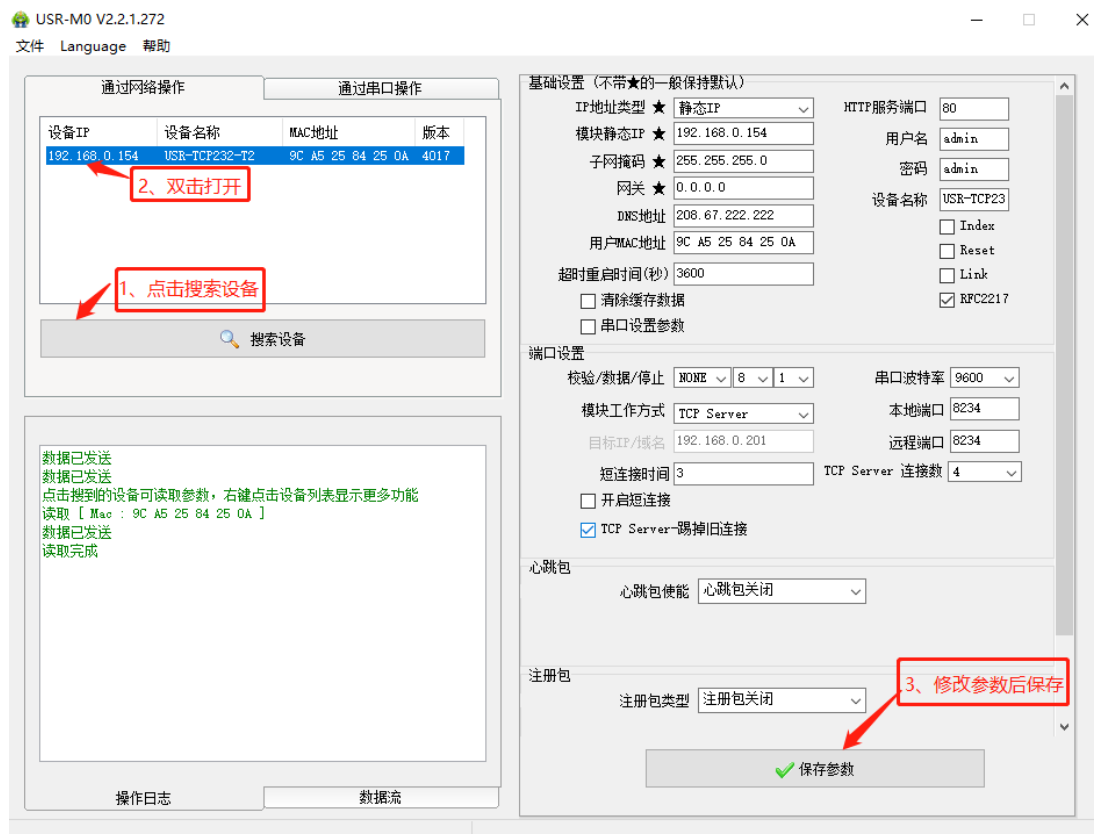 USR-M0 V2.2.1.272
文件 Language 帮助
通过网络操作 通过串口操作
设备IP 设备名称 MAC地址 版本
192.168.0.154 USR-TCP232-T2 9C A5 25 84 25 0A 4017
2、双击打开
1、点击搜索设备
搜索设备
数据已发送
数据已发送
点击搜到的设备可读取参数，右键点击设备列表显示更多功能
读取 [ Mac : 9C A5 25 84 25 0A ]
数据已发送
读取完成
操作日志 数据流
基础设置（不带★的一般保持默认）
IP地址类型 ★ 静态IP HTTP服务端口 80
模块静态IP ★ 192.168.0.154 用户名 admin
子网掩码 ★ 255.255.255.0 密码 admin
网关 ★ 0.0.0.0 设备名称 USR-TCP23
DNS地址 208.67.222.222 Index
用户MAC地址 9C A5 25 84 25 0A Reset
超时重启时间(秒) 3600 Link
清除缓存数据 RFC2217
串口设置参数
端口设置
校验/数据/停止 NONE 8 1 串口波特率 9600
模块工作方式 TCP Server 本地端口 8234
目标IP/域名 192.168.0.201 远程端口 8234
短连接时间 3 TCP Server 连接数 4
开启短连接
TCP Server-踢掉旧连接
心跳包
心跳包使能 心跳包关闭
注册包
注册包类型 注册包关闭
3、修改参数后保存
保存参数